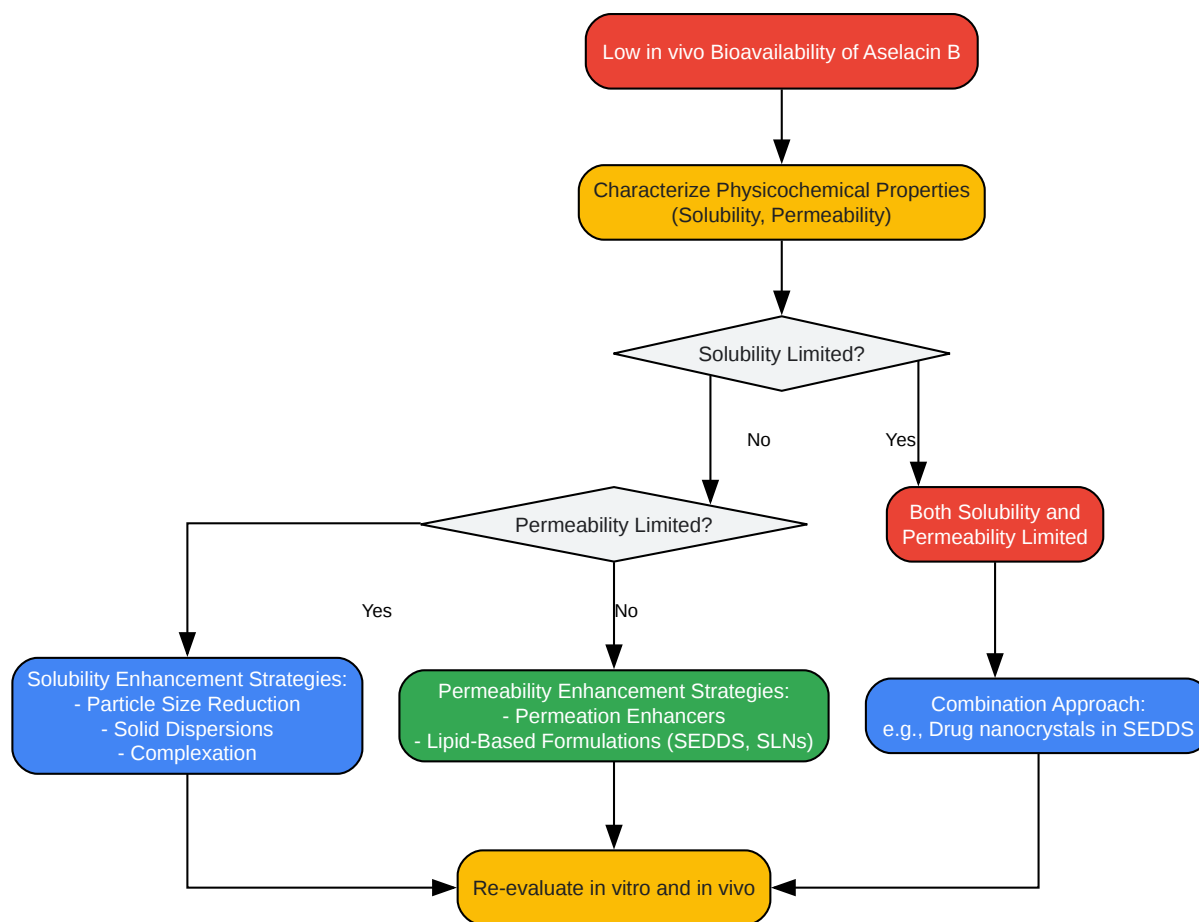 Low in vivo Bioavailability of Aselacin B
Characterize Physicochemical Properties
(Solubility, Permeability)
Solubility Limited?
No
Yes
Permeability Limited?
Both Solubility and
Permeability Limited
Yes
No
Solubility Enhancement Strategies:
- Particle Size Reduction
- Solid Dispersions
- Complexation
Permeability Enhancement Strategies:
- Permeation Enhancers
- Lipid-Based Formulations (SEDDS, SLNs)
Combination Approach:
e.g., Drug nanocrystals in SEDDS
Re-evaluate in vitro and in vivo